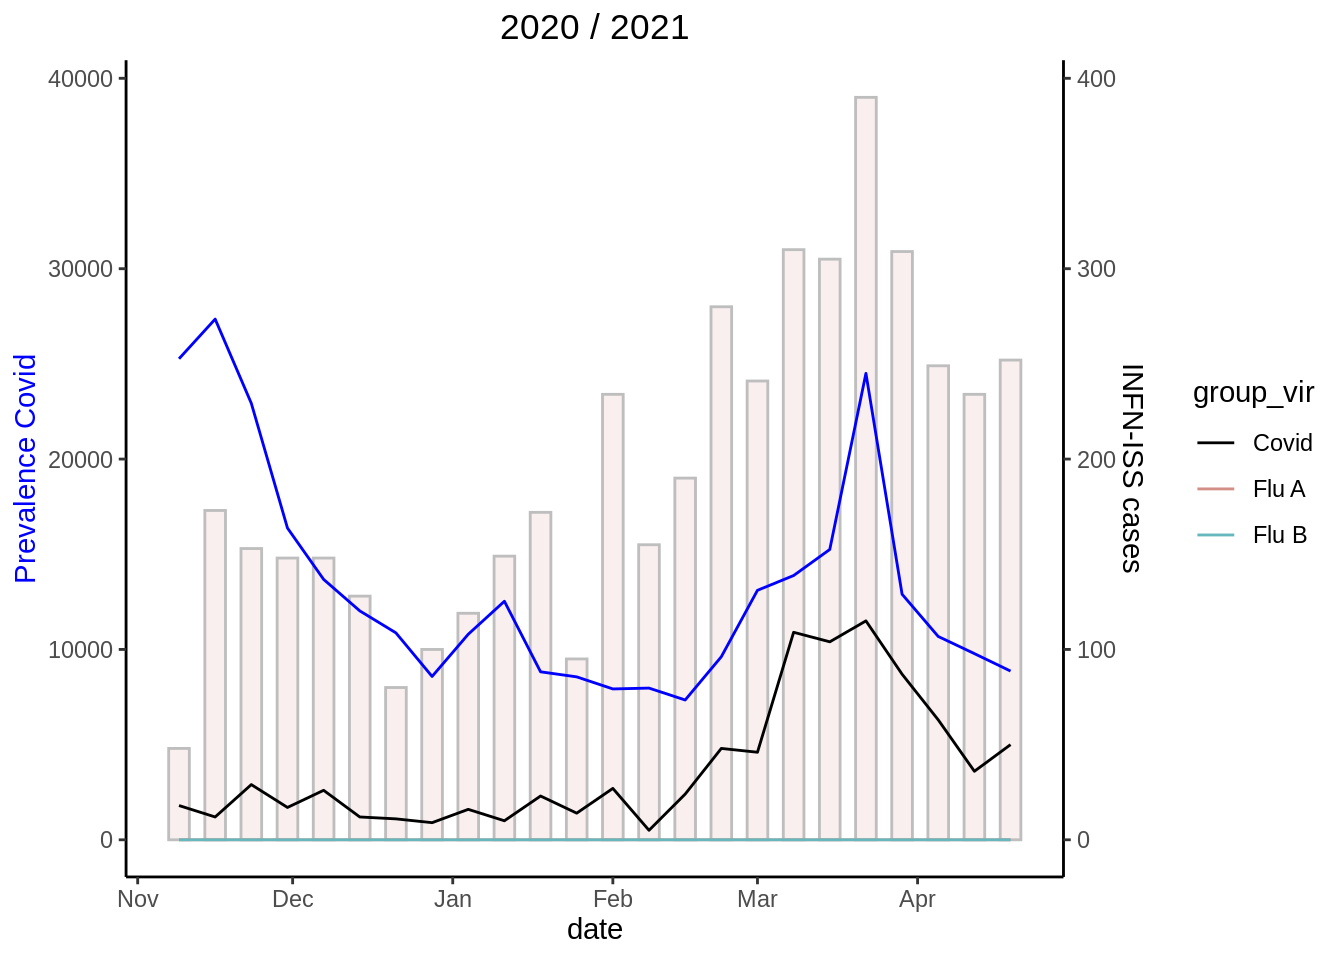 2020 / 2021
Prevalence Covid
40000
30000
20000
10000
0
400
300
200
100
0
INFN-ISS cases
Nov
Dec
Jan
Feb
Mar
Apr
date
group_vir
Covid
Flu A
Flu B